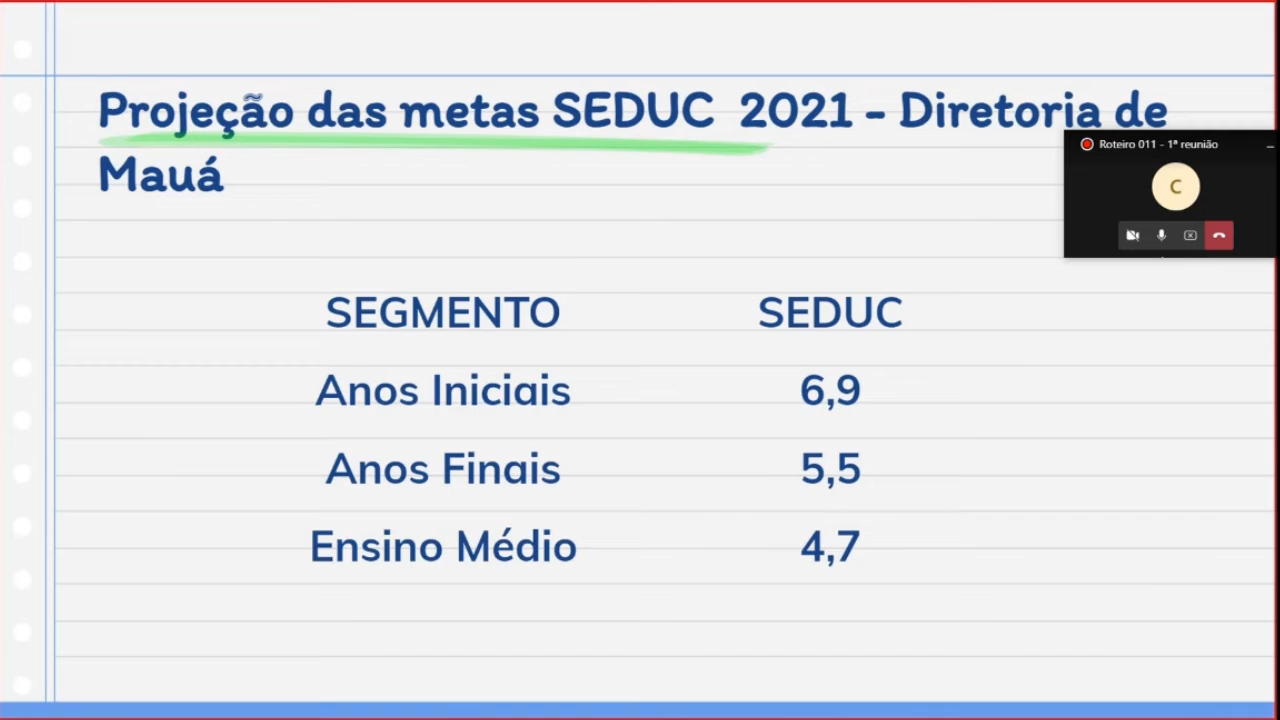 Projeção das metas SEDUC 2021 - Diretoria de
Mauá
Roteiro 011 - 1ª reunião
C
SEGMENTO SEDUC
Anos Iniciais 6,9
Anos Finais 5,5
Ensino Médio 4,7